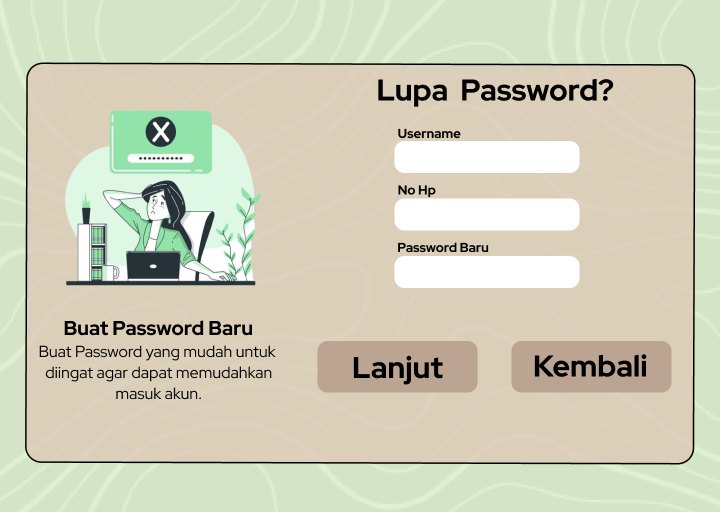 Lupa Password?
Username
No Hp
Password Baru
Buat Password Baru
Buat Password yang mudah untuk
diingat agar dapat memudahkan
masuk akun.
Lanjut
Kembali